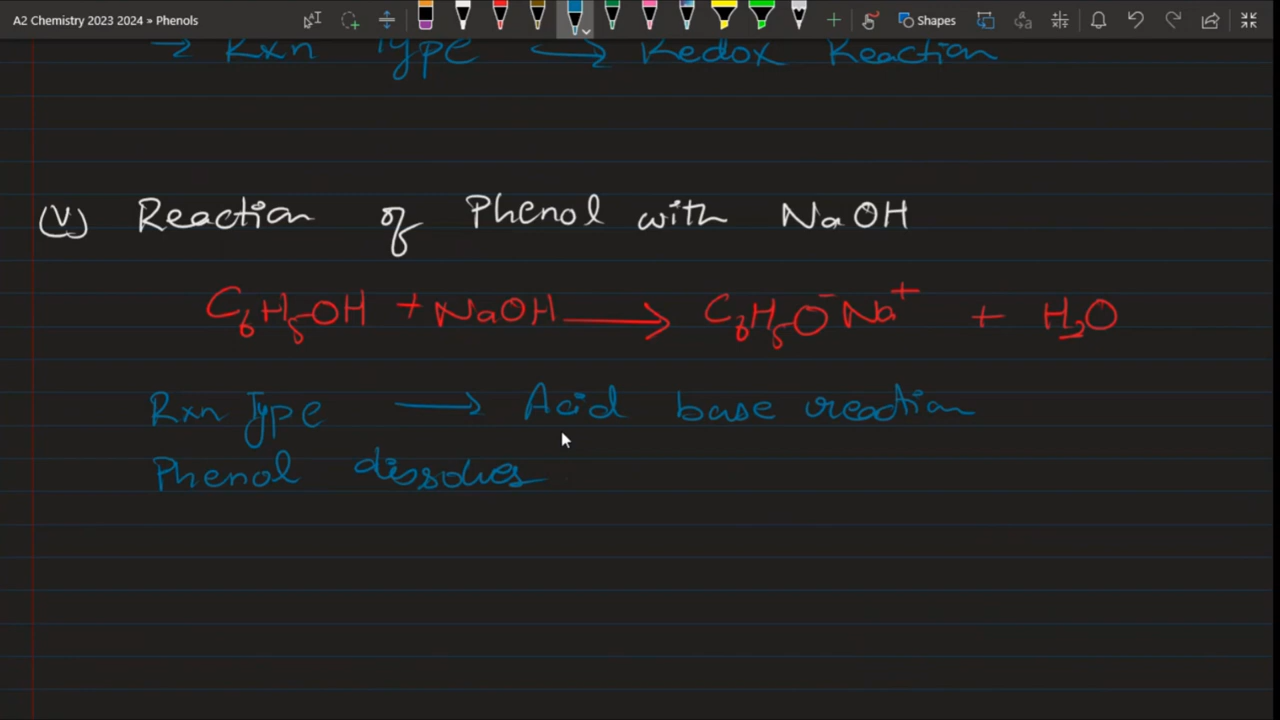 A2 Chemistry 2023 2024 » Phenols
Shapes
→ Rxn Type → Redox Reaction
(V) Reaction of Phenol with NaOH
C₆H₅OH + NaOH → C₆H₅O⁻Na⁺ + H₂O
Rxn Type → Acid base reaction
Phenol dissolves